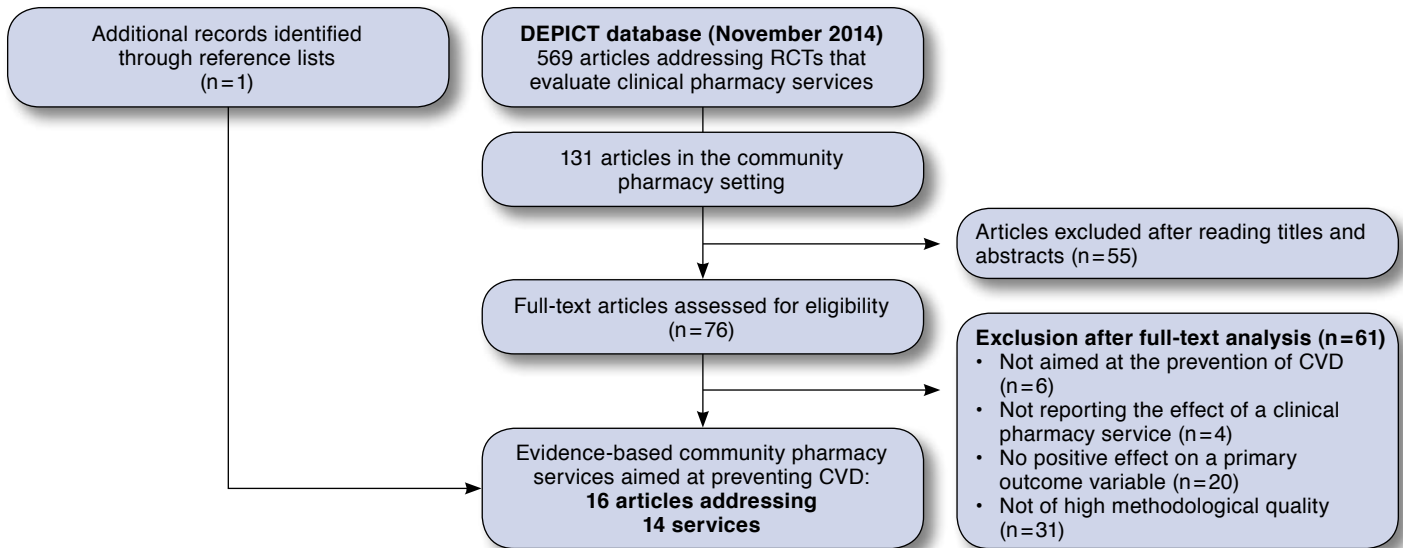 Additional records identified
through reference lists
(n=1)
DEPICT database (November 2014)
569 articles addressing RCTs that
evaluate clinical pharmacy services
131 articles in the community
pharmacy setting
Articles excluded after reading titles and
abstracts (n=55)
Full-text articles assessed for eligibility
(n=76)
Exclusion after full-text analysis (n=61)
• Not aimed at the prevention of CVD
(n=6)
• Not reporting the effect of a clinical
pharmacy service (n=4)
• No positive effect on a primary
outcome variable (n=20)
• Not of high methodological quality
(n=31)
Evidence-based community pharmacy
services aimed at preventing CVD:
16 articles addressing
14 services